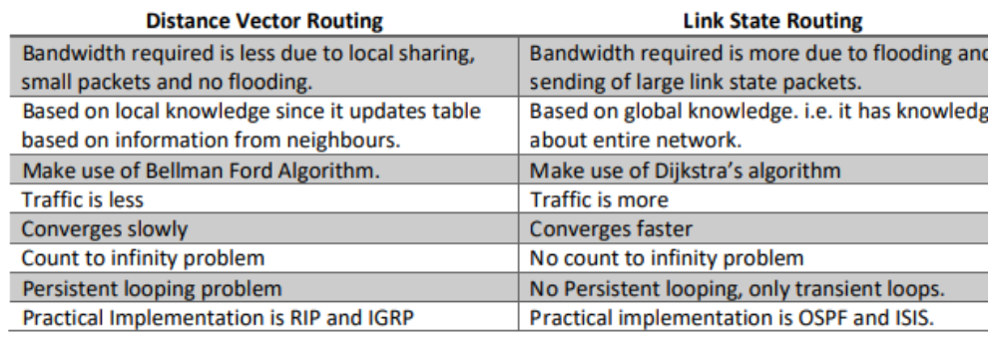 Distance Vector Routing Link State Routing
Bandwidth required is less due to local sharing,
small packets and no flooding.
Bandwidth required is more due to flooding and
sending of large link state packets.
Based on local knowledge since it updates table
based on information from neighbours.
Based on global knowledge. i.e. it has knowledg
about entire network.
Make use of Bellman Ford Algorithm.
Make use of Dijkstra’s algorithm
Traffic is less
Traffic is more
Converges slowly
Converges faster
Count to infinity problem
No count to infinity problem
Persistent looping problem
No Persistent looping, only transient loops.
Practical Implementation is RIP and IGRP
Practical implementation is OSPF and ISIS.